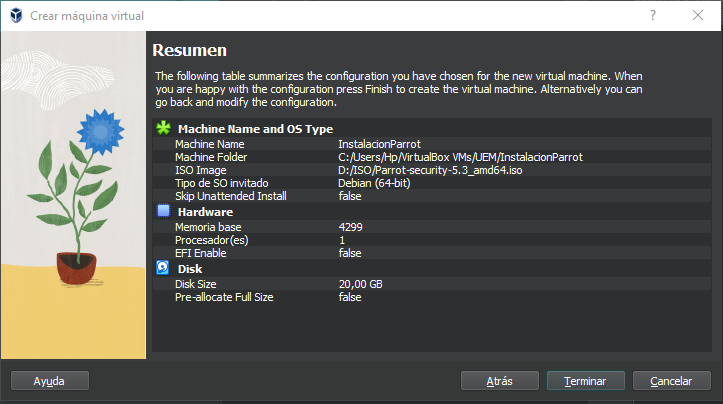 Crear máquina virtual
Resumen
The following table summarizes the configuration you have chosen for the new virtual machine. When
you are happy with the configuration press Finish to create the virtual machine. Alternatively you can
go back and modify the configuration.
Machine Name and OS Type
Machine Name InstalacionParrot
Machine Folder C:/Users/Hp/VirtualBox VMs/UEM/InstalacionParrot
ISO Image D:/ISO/Parrot-security-5.3_amd64.iso
Tipo de SO invitado Debian (64-bit)
Skip Unattended Install false
Hardware
Memoria base 4299
Procesador(es) 1
EFI Enable false
Disk
Disk Size 20,00 GB
Pre-allocate Full Size false
Ayuda Atrás Terminar Cancelar